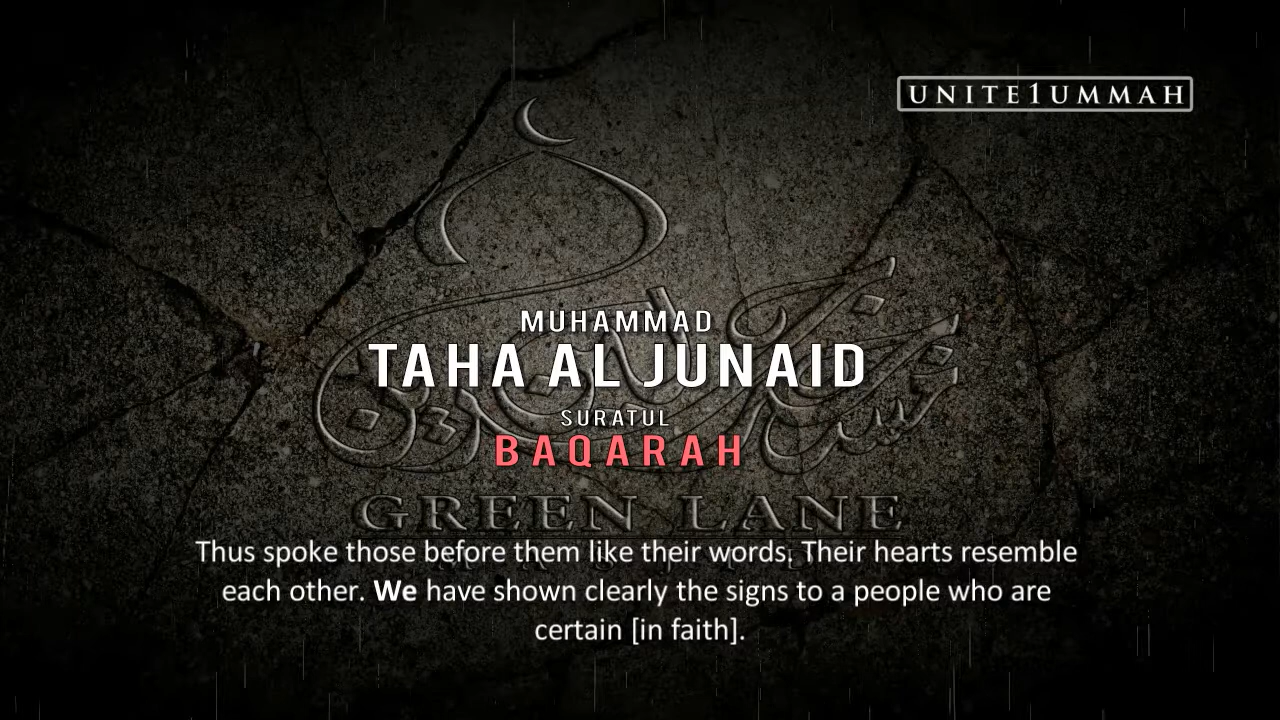 UNITE1UMMAH
MUHAMMAD
TAHA AL JUNAID
SURATUL
BAQARAH
GREEN LANE
Thus spoke those before them like their words. Their hearts resemble
each other. We have shown clearly the signs to a people who are
certain [in faith].